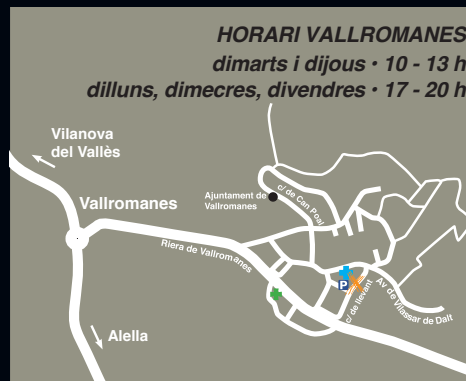 HORARI VALLROMANES
dimarts i dijous • 10 - 13 h
dilluns, dimecres, divendres • 17 - 20 h
Vilanova
del Vallès
Vallromanes
Ajuntament de
Vallromanes
c/ de Can Poal
Riera de Vallromanes
P
c/ de llevant
Av de Vilassar de Dalt
Alella